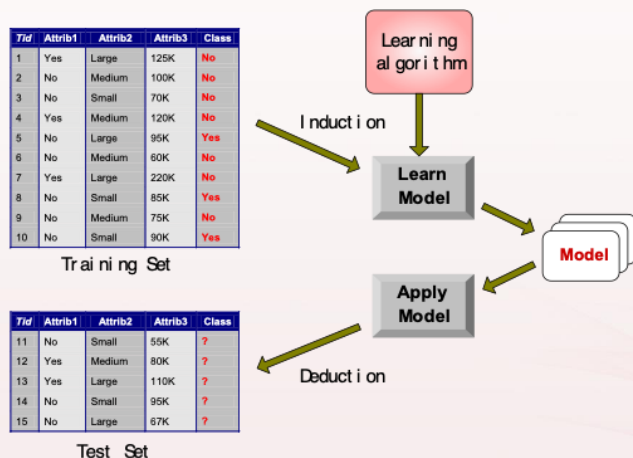 Tid Attrib1 Attrib2 Attrib3 Class
1 Yes Large 125K No
2 No Medium 100K No
3 No Small 70K No
4 Yes Medium 120K No
5 No Large 95K Yes
6 No Medium 60K No
7 Yes Large 220K No
8 No Small 85K Yes
9 No Medium 75K No
10 No Small 90K Yes
Training Set
Learning
algorithm
Induction
Learn
Model
Model
Apply
Model
Deduction
Tid Attrib1 Attrib2 Attrib3 Class
11 No Small 55K ?
12 Yes Medium 80K ?
13 Yes Large 110K ?
14 No Small 95K ?
15 No Large 67K ?
Test Set